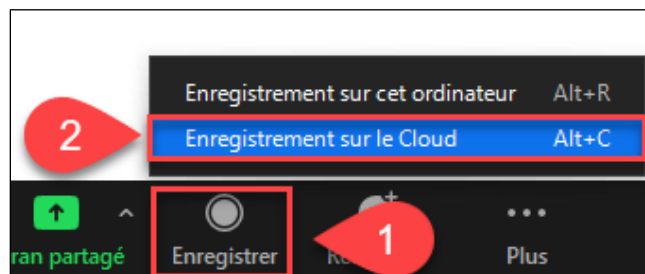 Enregistrement sur cet ordinateur Alt+R
2
Enregistrement sur le Cloud Alt+C
ran partagé Enregistrer Plus
1